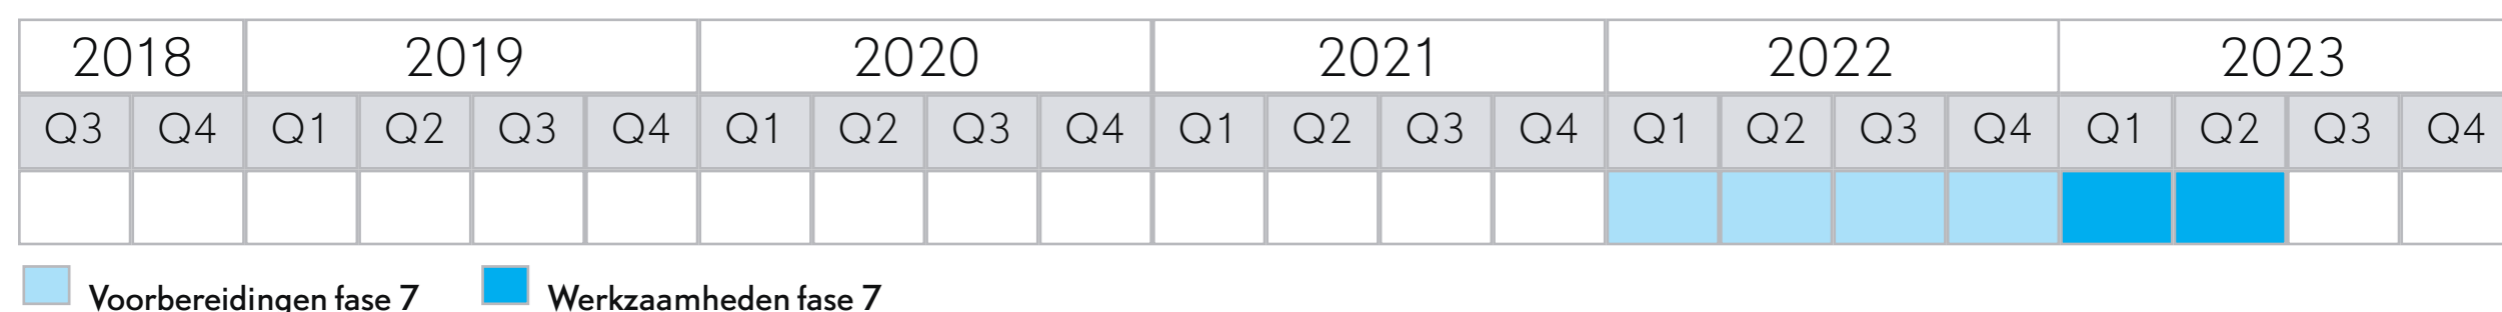 2018 2019 2020 2021 2022 2023
Q3 Q4 Q1 Q2 Q3 Q4 Q1 Q2 Q3 Q4 Q1 Q2 Q3 Q4 Q1 Q2 Q3 Q4 Q1 Q2 Q3 Q4
Voorbereidingen fase 7 Werkzaamheden fase 7